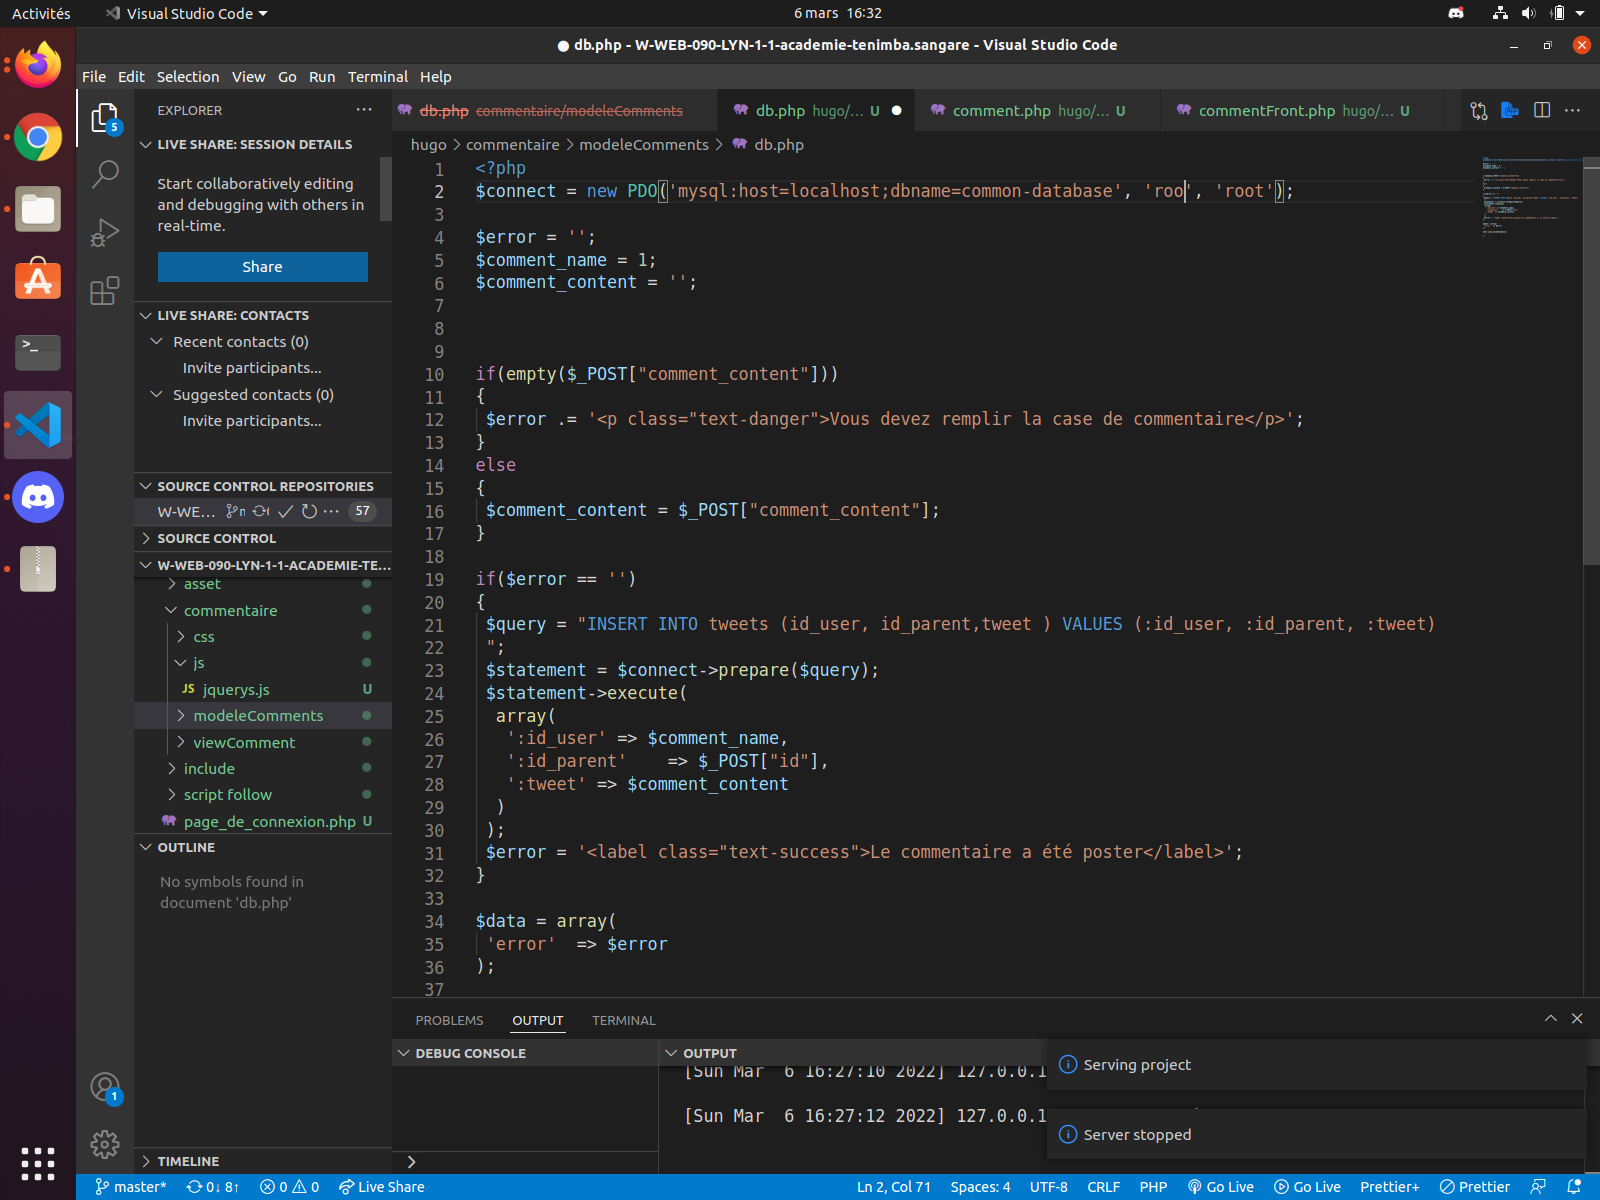 Activités
Visual Studio Code
6 mars 16:32
db.php - W-WEB-090-LYN-1-1-academie-tenimba.sangare - Visual Studio Code
File Edit Selection View Go Run Terminal Help
5
EXPLORER
LIVE SHARE: SESSION DETAILS
Start collaboratively editing
and debugging with others in
real-time.
Share
LIVE SHARE: CONTACTS
Recent contacts (0)
Invite participants...
Suggested contacts (0)
Invite participants...
SOURCE CONTROL REPOSITORIES
W-WE... 57
SOURCE CONTROL
W-WEB-090-LYN-1-1-ACADEMIE-TE...
asset
commentaire
css
js
JS jquerys.js U
modeleComments
viewComment
include
script follow
page_de_connexion.php U
OUTLINE
No symbols found in
document 'db.php'
TIMELINE
1
db.php commentaire/modeleComments
db.php hugo/... U
comment.php hugo/... U
commentFront.php hugo/... U
hugo > commentaire > modeleComments > db.php
1 <?php
2 $connect = new PDO('mysql:host=localhost;dbname=common-database', 'roo', 'root');
3
4 $error = '';
5 $comment_name = 1;
6 $comment_content = '';
7
8
9
10 if(empty($_POST["comment_content"]))
11 {
12 $error .= '<p class="text-danger">Vous devez remplir la case de commentaire</p>';
13 }
14 else
15 {
16 $comment_content = $_POST["comment_content"];
17 }
18
19 if($error == '')
20 {
21 $query = "INSERT INTO tweets (id_user, id_parent,tweet ) VALUES (:id_user, :id_parent, :tweet)
22 ";
23 $statement = $connect->prepare($query);
24 $statement->execute(
25 array(
26 ':id_user' => $comment_name,
27 ':id_parent'    => $_POST["id"],
28 ':tweet' => $comment_content
29 )
30 );
31 $error = '<label class="text-success">Le commentaire a été poster</label>';
32 }
33
34 $data = array(
35 'error'  => $error
36 );
37
PROBLEMS OUTPUT TERMINAL
DEBUG CONSOLE
OUTPUT
[Sun Mar  6 16:27:10 2022] 127.0.0.1
[Sun Mar  6 16:27:12 2022] 127.0.0.1
Serving project
Server stopped
master* 0↓ 8↑ 0 0 Live Share
Ln 2, Col 71 Spaces: 4 UTF-8 CRLF PHP Go Live Go Live Prettier+ Prettier